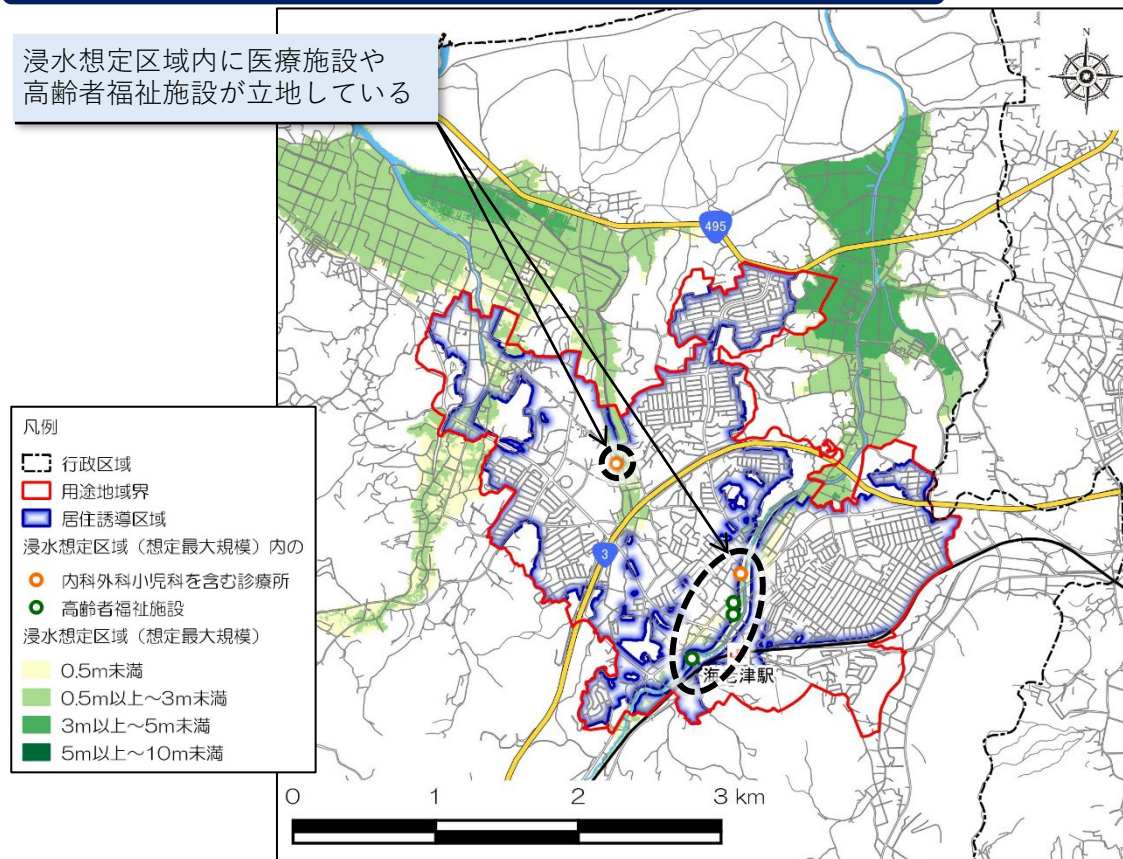 浸水想定区域内に医療施設や
高齢者福祉施設が立地している
N
495
3
海老津駅
凡例
行政区域
用途地域界
居住誘導区域
浸水想定区域（想定最大規模）内の
内科外科小児科を含む診療所
高齢者福祉施設
浸水想定区域（想定最大規模）
0.5m未満
0.5m以上～3m未満
3m以上～5m未満
5m以上～10m未満
0 1 2 3 km